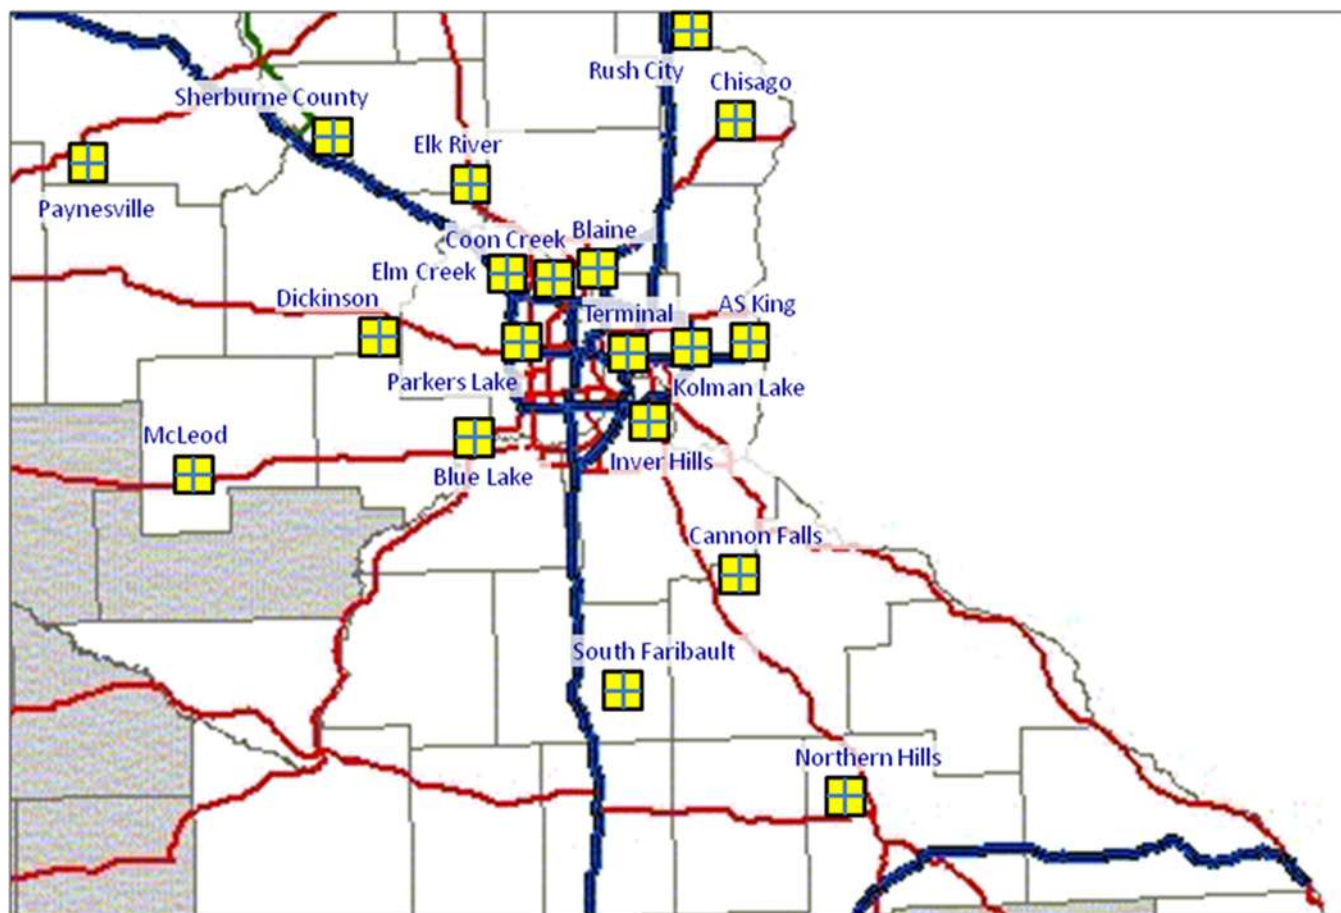 Rush City
Chisago
Sherburne County
Elk River
Paynesville
Blaine
Coon Creek
Elm Creek
Dickinson
Terminal
AS King
Parkers Lake
Kolman Lake
McLeod
Inver Hills
Blue Lake
Cannon Falls
South Faribault
Northern Hills